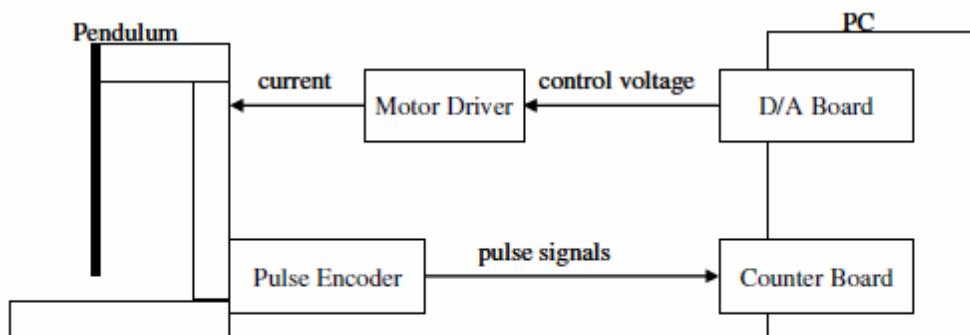 Pendulum
PC
current
control voltage
Motor Driver
D/A Board
pulse signals
Pulse Encoder
Counter Board